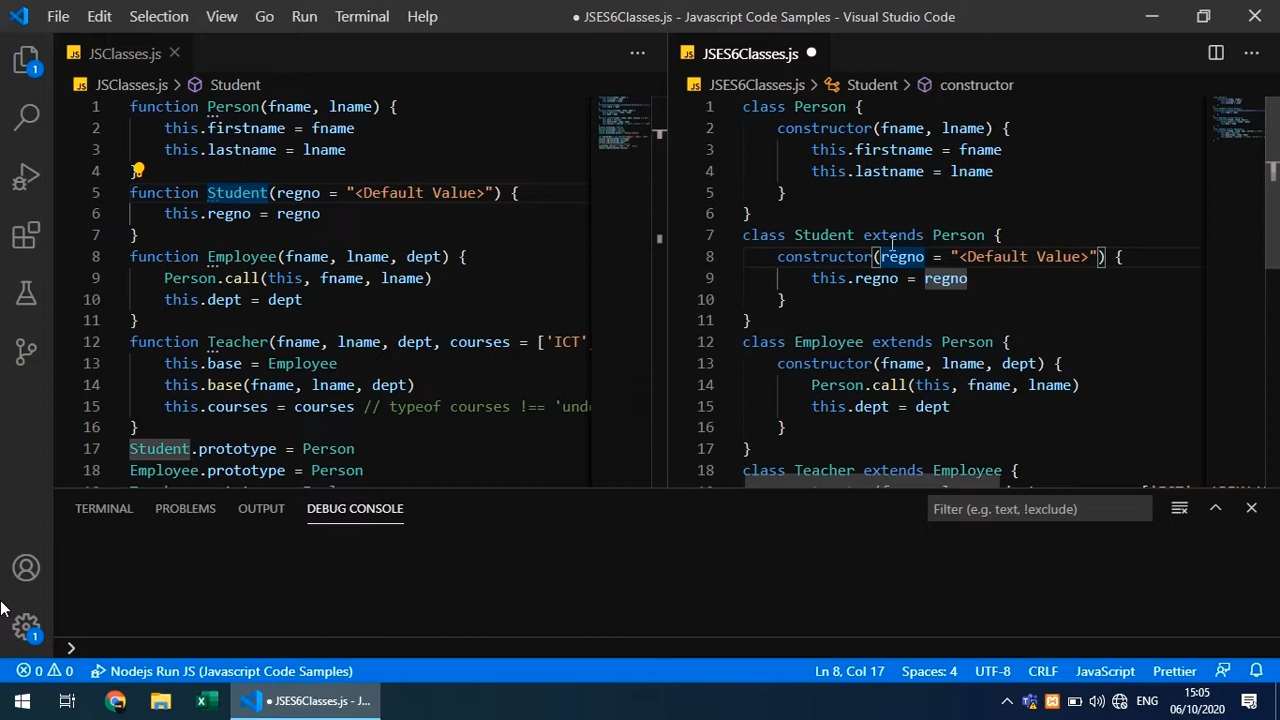 File Edit Selection View Go Run Terminal Help ● JSES6Classes.js - Javascript Code Samples - Visual Studio Code
JS JSClasses.js
JS JSClasses.js > Student
1 function Person(fname, lname) {
2 this.firstname = fname
3 this.lastname = lname
4 }
5 function Student(regno = "<Default Value>") {
6 this.regno = regno
7 }
8 function Employee(fname, lname, dept) {
9 Person.call(this, fname, lname)
10 this.dept = dept
11 }
12 function Teacher(fname, lname, dept, courses = ['ICT'
13 this.base = Employee
14 this.base(fname, lname, dept)
15 this.courses = courses // typeof courses !== 'unde
16 }
17 Student.prototype = Person
18 Employee.prototype = Person
JS JSES6Classes.js ●
JS JSES6Classes.js > Student > constructor
1 class Person {
2 constructor(fname, lname) {
3 this.firstname = fname
4 this.lastname = lname
5 }
6 }
7 class Student extends Person {
8 constructor(regno = "<Default Value>") {
9 this.regno = regno
10 }
11 }
12 class Employee extends Person {
13 constructor(fname, lname, dept) {
14 Person.call(this, fname, lname)
15 this.dept = dept
16 }
17 }
18 class Teacher extends Employee {
TERMINAL PROBLEMS OUTPUT DEBUG CONSOLE Filter (e.g. text, !exclude)
1
1
0 0 Nodejs Run JS (Javascript Code Samples) Ln 8, Col 17 Spaces: 4 UTF-8 CRLF JavaScript Prettier
● JSES6Classes.js - J... ENG 15:05
06/10/2020